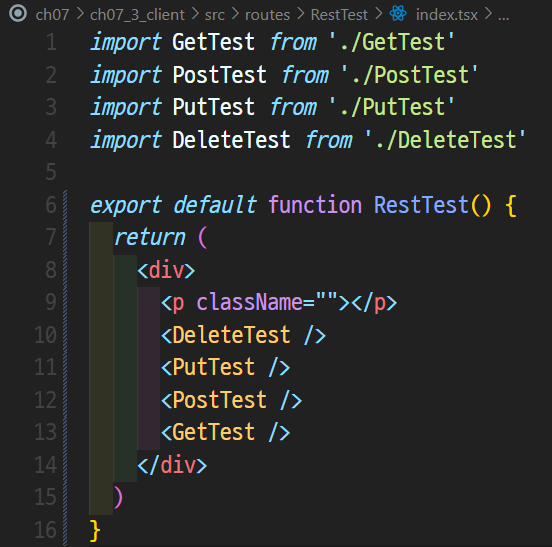 ch07 > ch07_3_client > src > routes > RestTest > index.tsx > ...
1 import GetTest from './GetTest'
2 import PostTest from './PostTest'
3 import PutTest from './PutTest'
4 import DeleteTest from './DeleteTest'
5
6 export default function RestTest() {
7   return (
8     <div>
9       <p className=""></p>
10       <DeleteTest />
11       <PutTest />
12       <PostTest />
13       <GetTest />
14     </div>
15   )
16 }